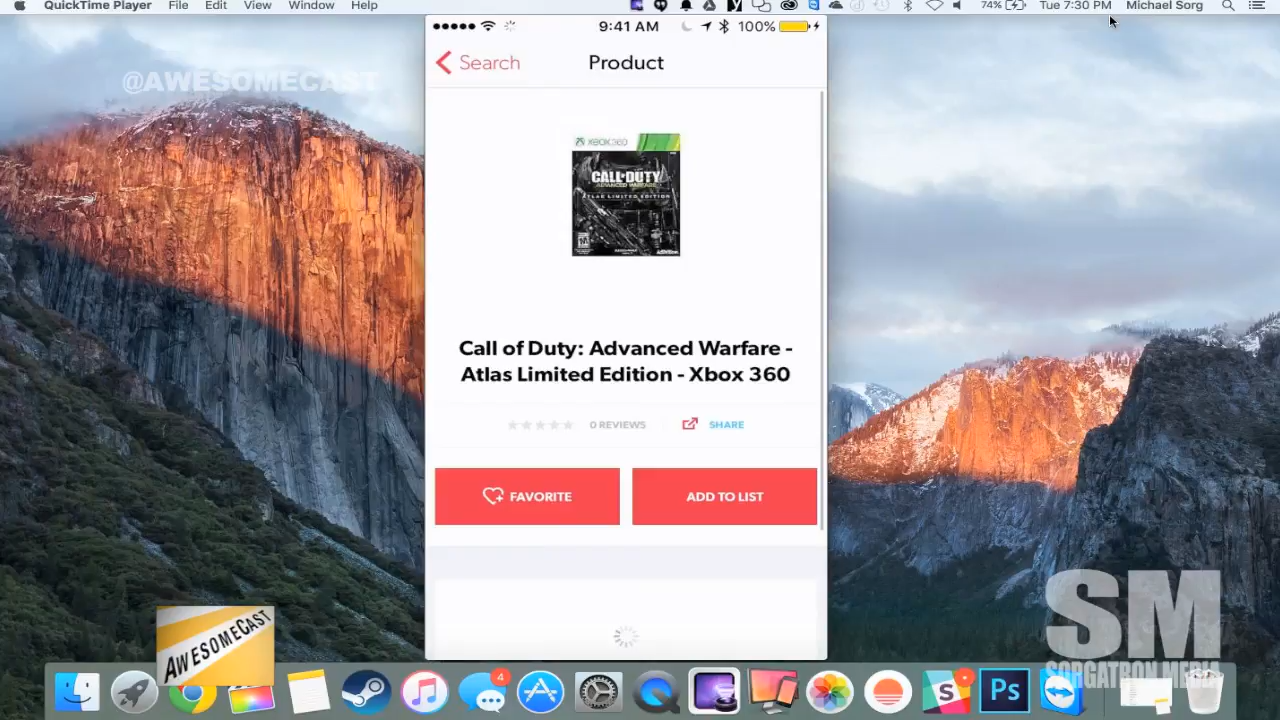 QuickTime Player File Edit View Window Help
74% Tue 7:30 PM Michael Sorg
@AWESOMECAST
9:41 AM 100%
Search Product
XBOX 360
CALL OF DUTY
ADVANCED WARFARE
ATLAS LIMITED EDITION
Call of Duty: Advanced Warfare -
Atlas Limited Edition - Xbox 360
0 REVIEWS SHARE
FAVORITE ADD TO LIST
AWESOMECAST
SM
SORGATRON MEDIA
4
S
Ps